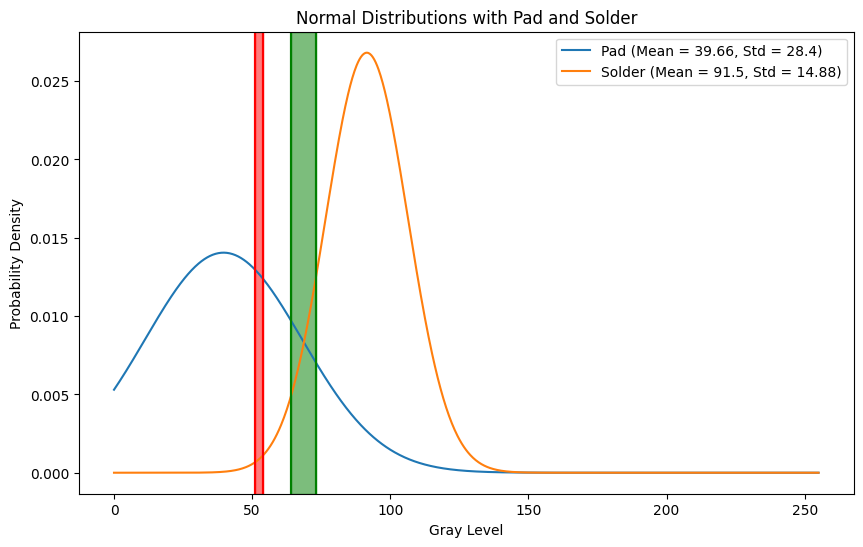 Normal Distributions with Pad and Solder
Pad (Mean = 39.66, Std = 28.4)
Solder (Mean = 91.5, Std = 14.88)
Probability Density
0.025
0.020
0.015
0.010
0.005
0.000
0
50
100
150
200
250
Gray Level